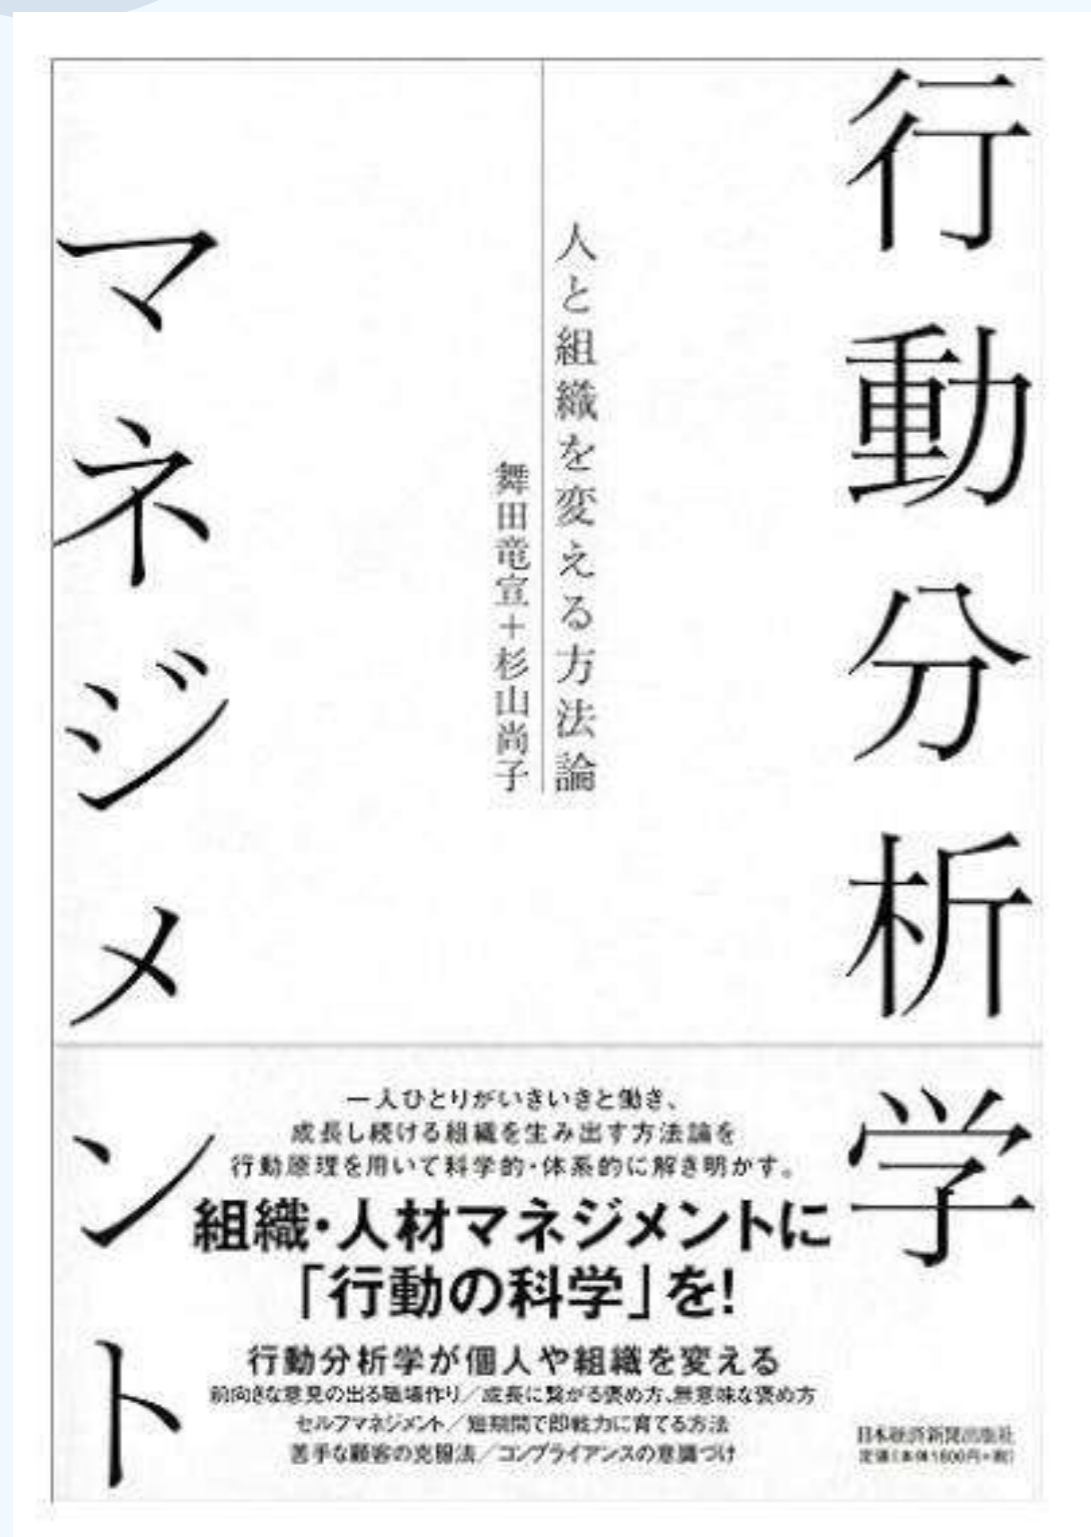 行動分析学
マネジメント
人と組織を変える方法論
舞田竜宣+杉山尚子
一人ひとりがいきいきと働き、
成長し続ける組織を生み出す方法論を
行動原理を用いて科学的・体系的に解き明かす。
組織・人材マネジメントに
「行動の科学」を!
行動分析学が個人や組織を変える
前向きな意見の出る職場作り/成長に繋がる褒め方、無意味な褒め方
セルフマネジメント/短期間で即戦力に育てる方法
苦手な顧客の克服法/コンプライアンスの意識づけ
日本経済新聞出版社
定価(本体1800円+税)